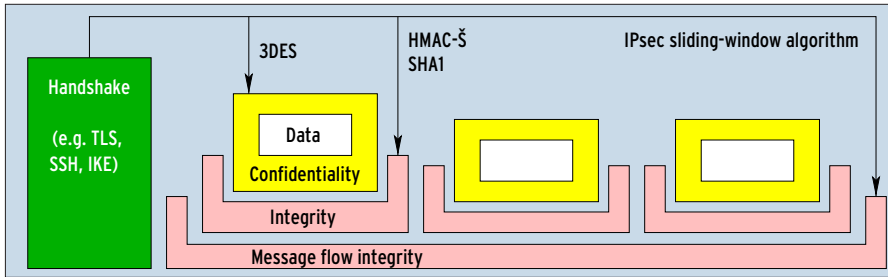 3DES
HMAC-Š
SHA1
IPsec sliding-window algorithm
Handshake
(e.g. TLS,
SSH, IKE)
Data
Confidentiality
Integrity
Message flow integrity